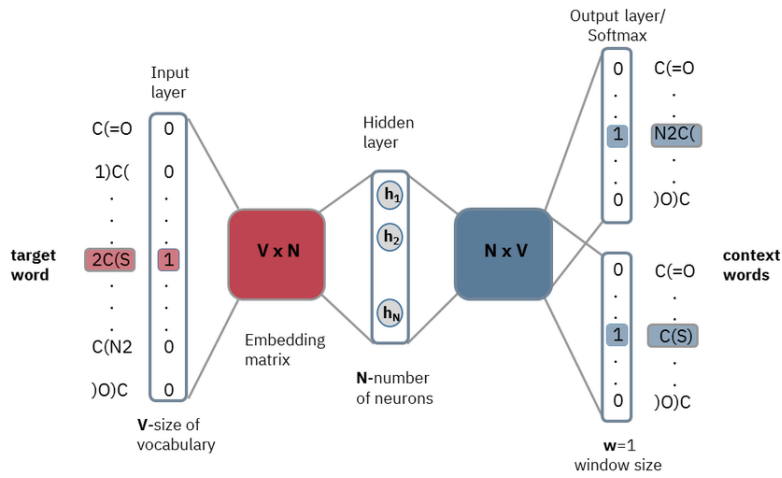 Output layer/
Softmax
Input
layer
Hidden
layer
target
word
C(=O 0
1)C( 0
. .
. .
2C(S 1
. .
. .
C(N2 0
)O)C 0
V x N
Embedding
matrix
V-size of
vocabulary
h1
h2
hN
N-number
of neurons
N x V
0 C(=O
. .
. .
1 N2C(
. .
. .
0 )O)C
0 C(=O
. .
. .
1 C(S)
. .
. .
0 )O)C
context
words
w=1
window size